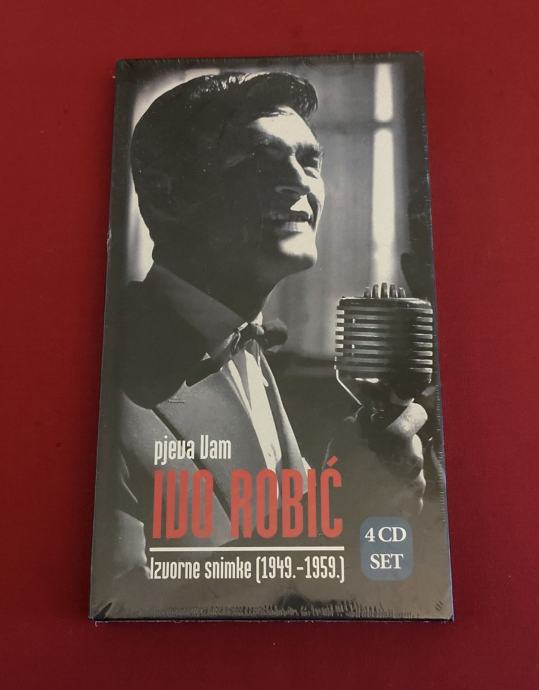 pjeva Vam
IVO ROBIĆ
Izvorne snimke (1949.-1959.)
4 CD
SET